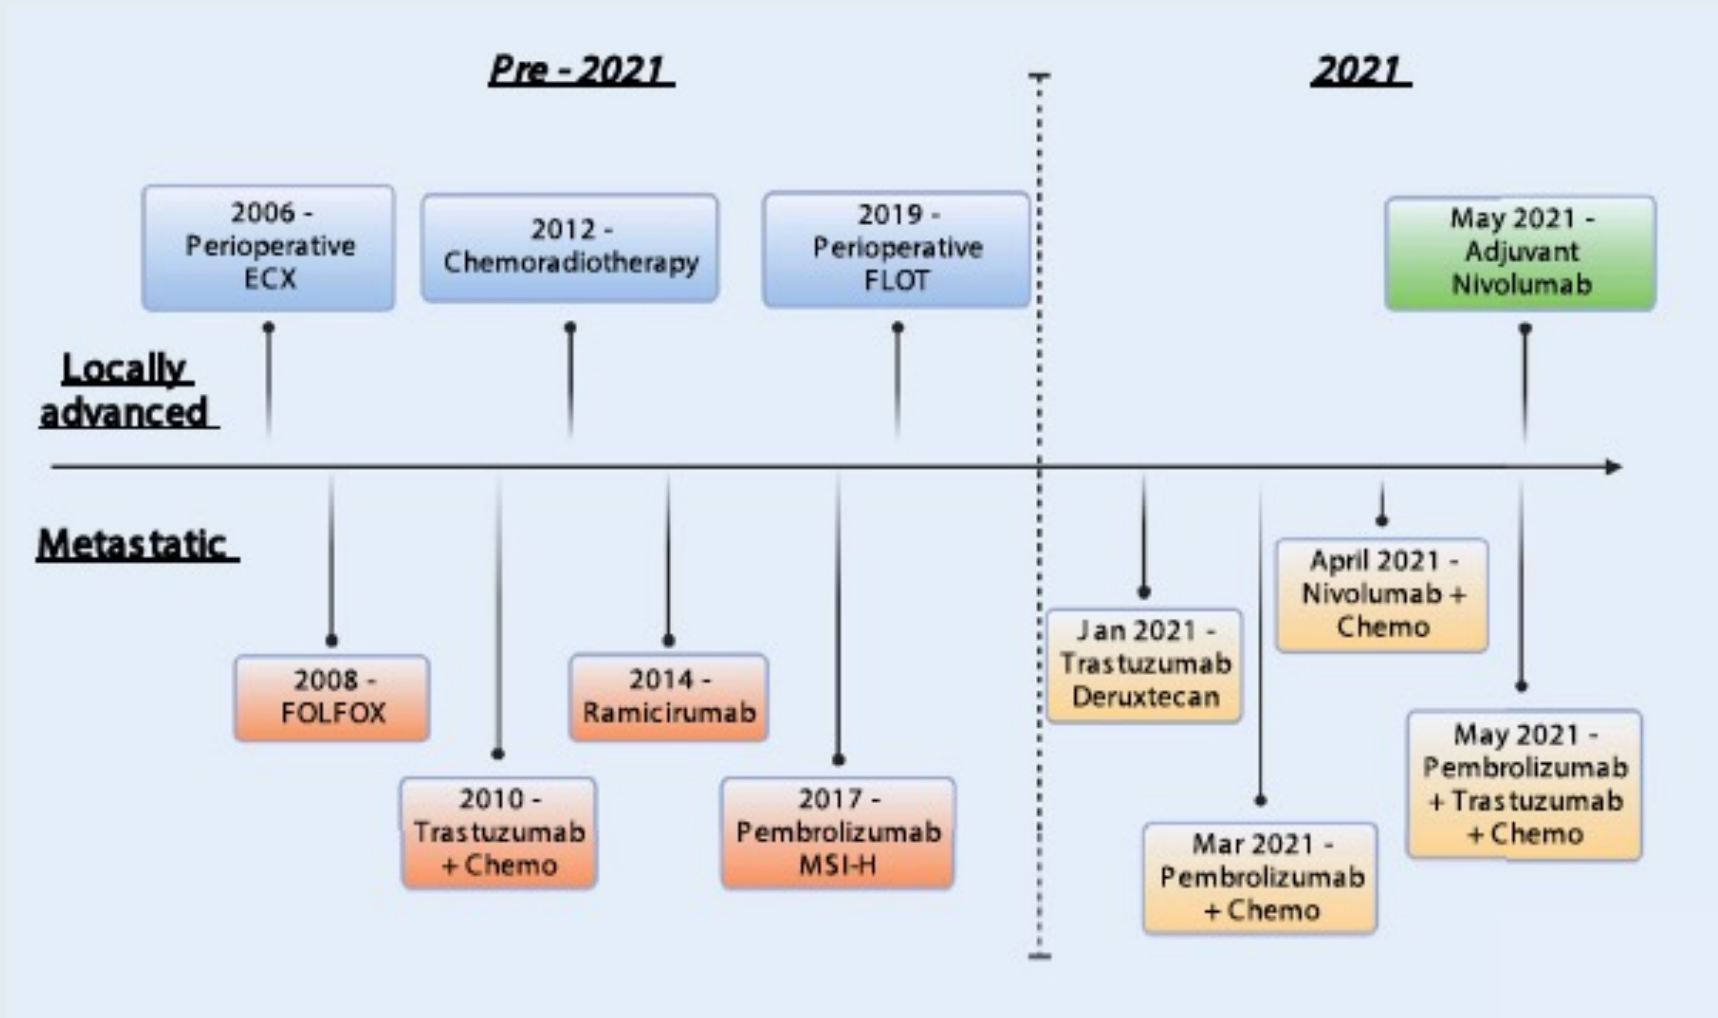 Pre - 2021
2021
2006 -
Perioperative
ECX
2012 -
Chemoradiotherapy
2019 -
Perioperative
FLOT
May 2021 -
Adjuvant
Nivolumab
Locally
advanced
Metastatic
2008 -
FOLFOX
2010 -
Trastuzumab
+ Chemo
2014 -
Ramicirumab
2017 -
Pembrolizumab
MSI-H
Jan 2021 -
Trastuzumab
Deruxtecan
Mar 2021 -
Pembrolizumab
+ Chemo
April 2021 -
Nivolumab +
Chemo
May 2021 -
Pembrolizumab
+ Trastuzumab
+ Chemo